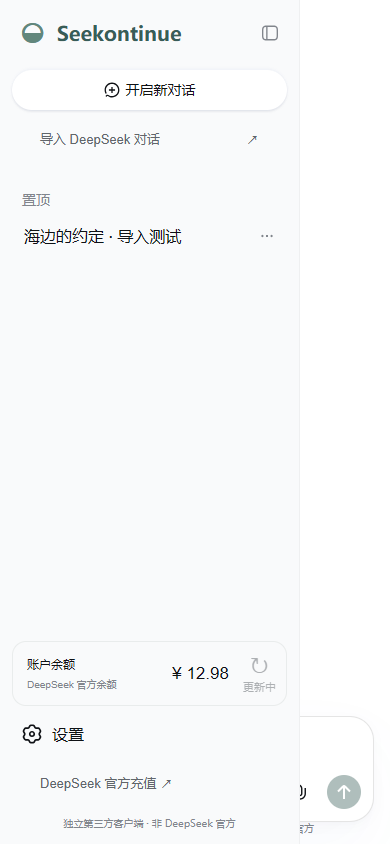 Seekontinue
开启新对话
导入 DeepSeek 对话 ↗
置顶
海边的约定 · 导入测试 ···
账户余额
DeepSeek 官方余额
¥ 12.98
更新中
设置
DeepSeek 官方充值 ↗
独立第三方客户端 · 非 DeepSeek 官方
官方